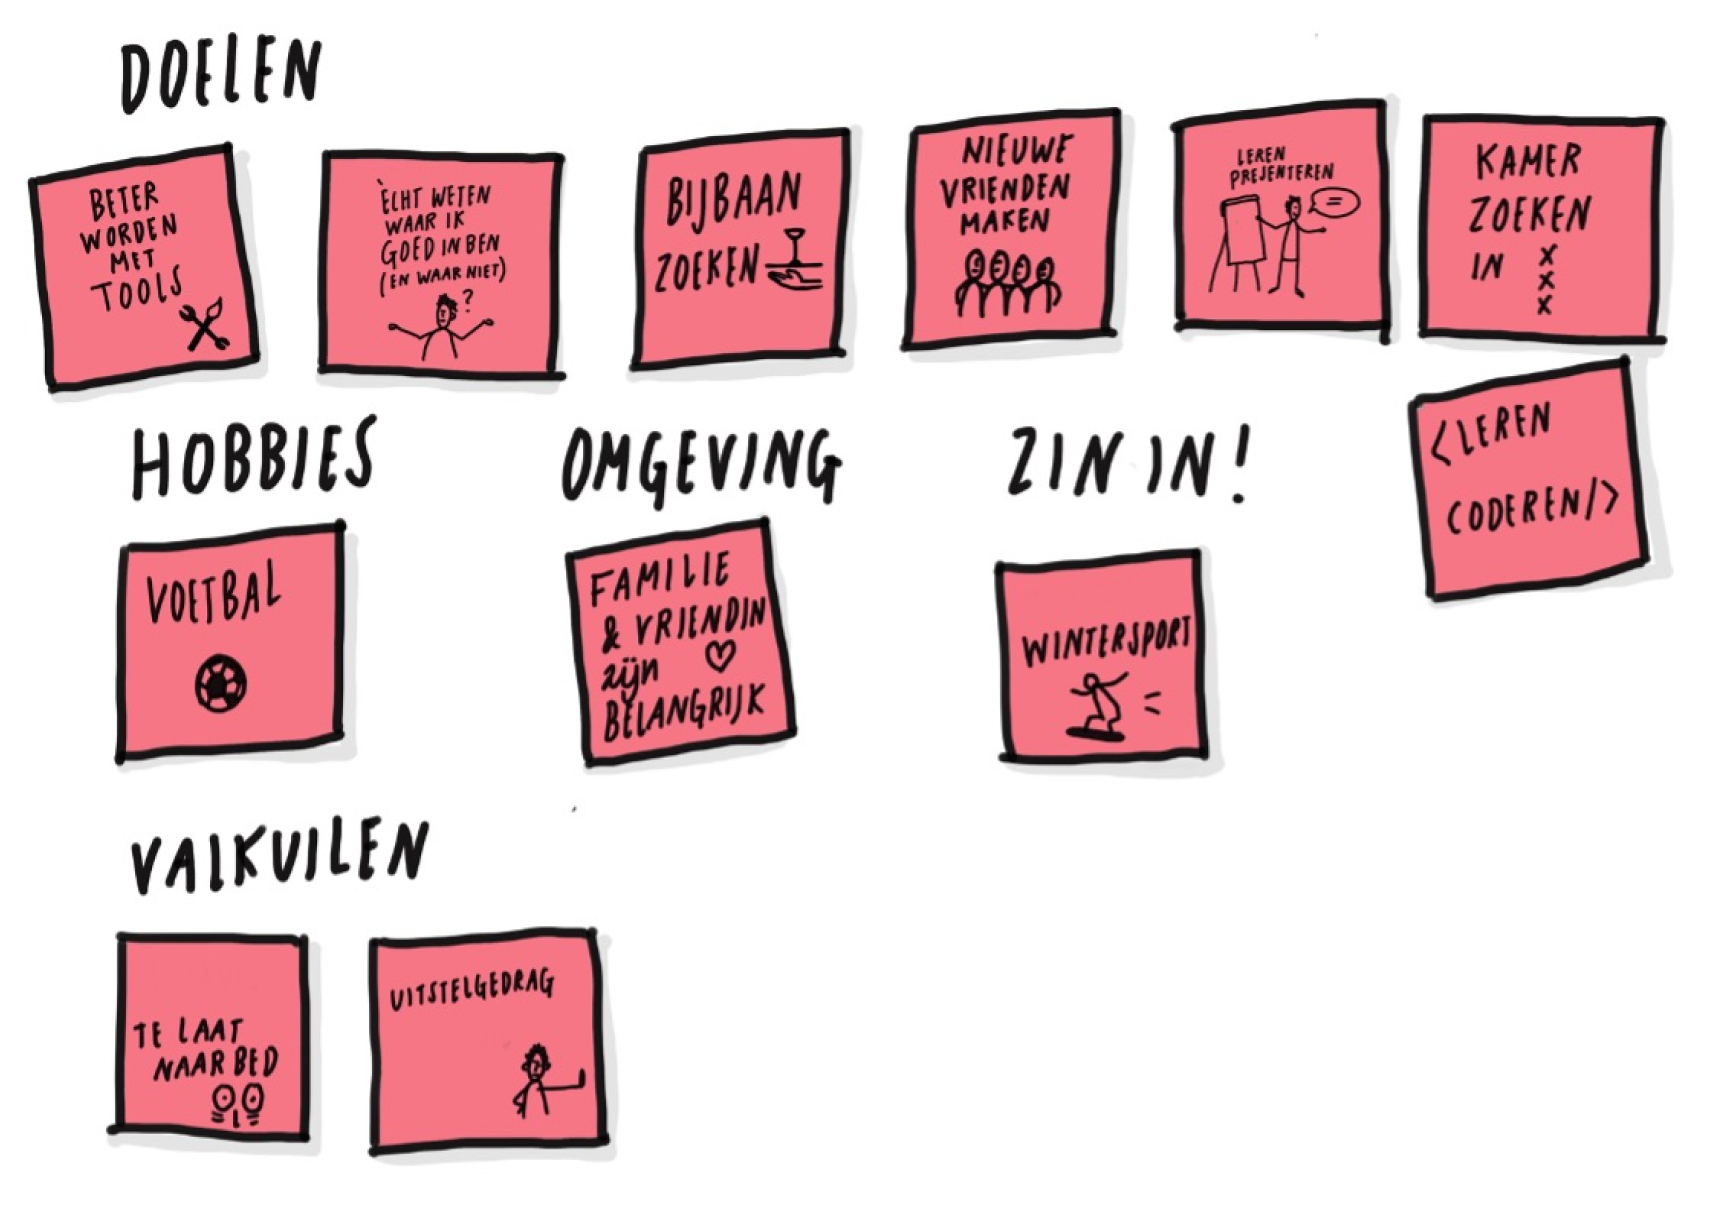 DOELEN
BETER
WORDEN
MET
TOOLS
ÈCHT WETEN
WAAR IK
GOED IN BEN
(EN WAAR NIET)
?
BIJBAAN
ZOEKEN
NIEUWE
VRIENDEN
MAKEN
LEREN
PRESENTEREN
KAMER
ZOEKEN
IN X
X
X
<LEREN
CODEREN/>
HOBBIES
VOETBAL
OMGEVING
FAMILIE
& VRIENDIN
zijn
BELANGRIJK
ZIN IN!
WINTERSPORT
VALKUILEN
TE LAAT
NAAR BED
UITSTELGEDRAG